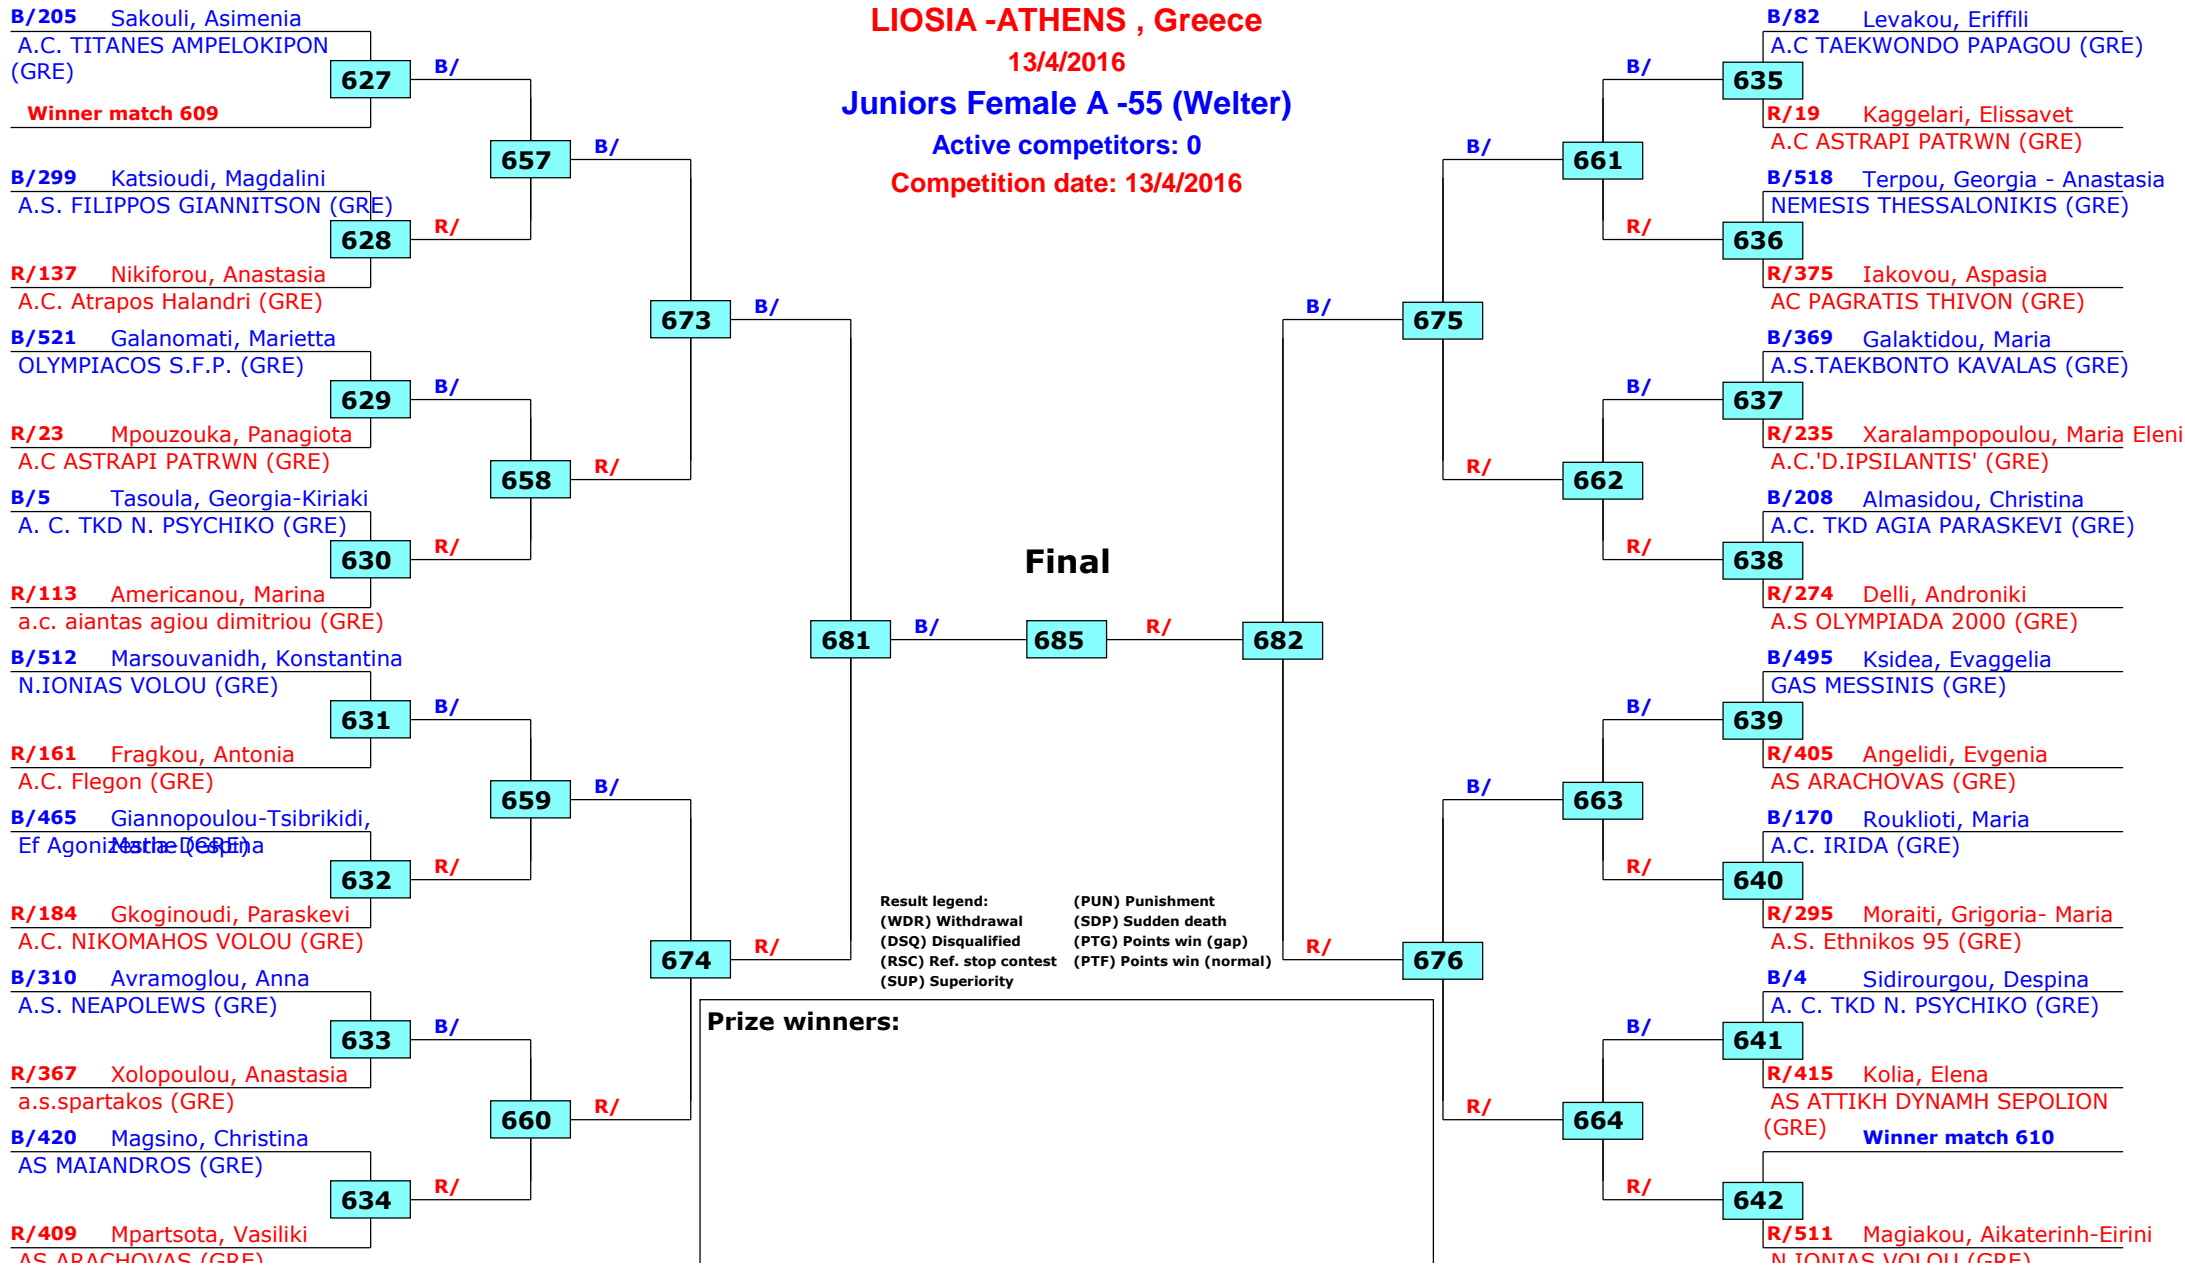 LIOSIA -ATHENS , Greece
13/4/2016
Juniors Female A -55 (Welter)
Active competitors: 0
Competition date: 13/4/2016
B/205 Sakouli, Asimenia
A.C. TITANES AMPELOKIPON
(GRE)
627
B/
Winner match 609
657
B/
B/299 Katsioudi, Magdalini
A.S. FILIPPOS GIANNITSON (GRE)
628
R/
R/137 Nikiforou, Anastasia
A.C. Atrapos Halandri (GRE)
673
B/
B/521 Galanomati, Marietta
OLYMPIACOS S.F.P. (GRE)
629
B/
R/23 Mpouzouka, Panagiota
A.C ASTRAPI PATRWN (GRE)
658
R/
B/5 Tasoula, Georgia-Kiriaki
A. C. TKD N. PSYCHIKO (GRE)
630
R/
R/113 Americanou, Marina
a.c. aiantas agiou dimitriou (GRE)
681
B/
B/512 Marsouvanidh, Konstantina
N.IONIAS VOLOU (GRE)
631
B/
R/161 Fragkou, Antonia
A.C. Flegon (GRE)
659
B/
B/465 Giannopoulou-Tsibrikidi,
Maria-Despina
Ef Agonizesthe (GRE)
632
R/
R/184 Gkoginoudi, Paraskevi
A.C. NIKOMAHOS VOLOU (GRE)
674
R/
B/310 Avramoglou, Anna
A.S. NEAPOLEWS (GRE)
633
B/
R/367 Xolopoulou, Anastasia
a.s.spartakos (GRE)
660
R/
B/420 Magsino, Christina
AS MAIANDROS (GRE)
634
R/
R/409 Mpartsota, Vasiliki
AS ARACHOVAS (GRE)
Final
685
R/
682
Result legend:
(WDR) Withdrawal
(DSQ) Disqualified
(RSC) Ref. stop contest
(SUP) Superiority
(PUN) Punishment
(SDP) Sudden death
(PTG) Points win (gap)
(PTF) Points win (normal)
Prize winners:
B/82 Levakou, Eriffili
A.C TAEKWONDO PAPAGOU (GRE)
B/
635
R/19 Kaggelari, Elissavet
A.C ASTRAPI PATRWN (GRE)
B/
661
B/518 Terpou, Georgia - Anastasia
NEMESIS THESSALONIKIS (GRE)
R/
636
R/375 Iakovou, Aspasia
AC PAGRATIS THIVON (GRE)
B/
675
B/369 Galaktidou, Maria
A.S.TAEKBONTO KAVALAS (GRE)
B/
637
R/235 Xaralampopoulou, Maria Eleni
A.C.'D.IPSILANTIS' (GRE)
R/
662
B/208 Almasidou, Christina
A.C. TKD AGIA PARASKEVI (GRE)
R/
638
R/274 Delli, Androniki
A.S OLYMPIADA 2000 (GRE)
B/495 Ksidea, Evaggelia
GAS MESSINIS (GRE)
B/
639
R/405 Angelidi, Evgenia
AS ARACHOVAS (GRE)
B/
663
B/170 Rouklioti, Maria
A.C. IRIDA (GRE)
R/
640
R/295 Moraiti, Grigoria- Maria
A.S. Ethnikos 95 (GRE)
R/
676
B/4 Sidirourgou, Despina
A. C. TKD N. PSYCHIKO (GRE)
B/
641
R/415 Kolia, Elena
AS ATTIKH DYNAMH SEPOLION
(GRE)
R/
664
Winner match 610
R/
642
R/511 Magiakou, Aikaterinh-Eirini
N.IONIAS VOLOU (GRE)